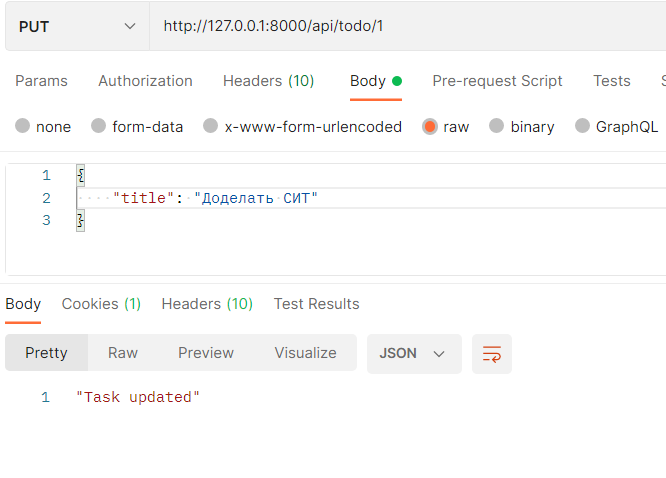 PUT http://127.0.0.1:8000/api/todo/1
Params Authorization Headers (10) Body Pre-request Script Tests
none form-data x-www-form-urlencoded raw binary GraphQL
1 {
2 "title": "Доделать СИТ"
3 }
Body Cookies (1) Headers (10) Test Results
Pretty Raw Preview Visualize JSON
1 "Task updated"